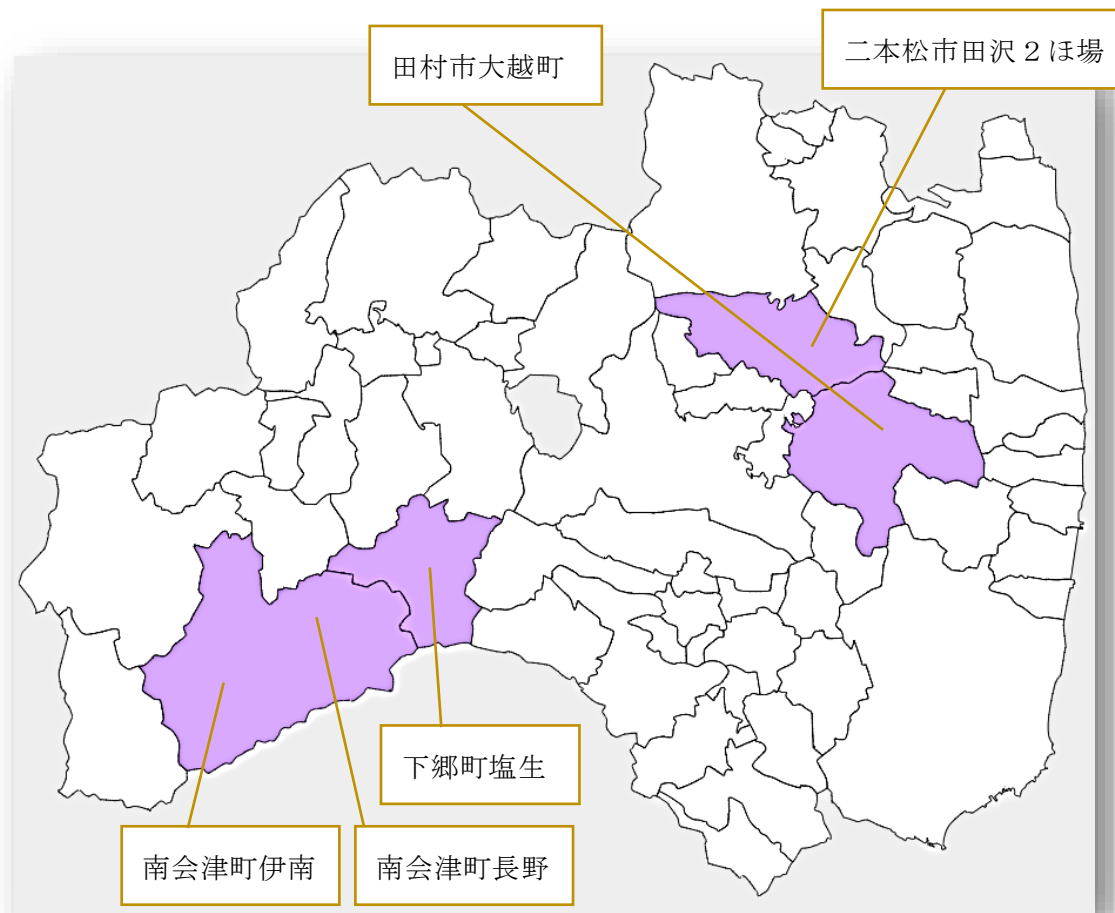 田村市大越町
二本松市田沢２ほ場
下郷町塩生
南会津町伊南
南会津町長野